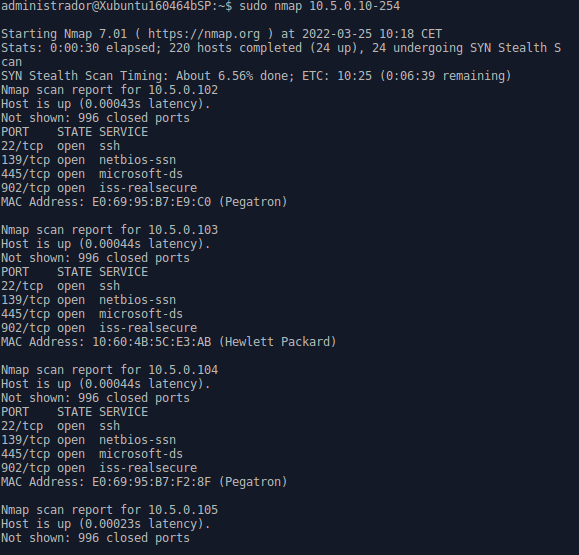 administrador@Xubuntu160464bSP:~$ sudo nmap 10.5.0.10-254

Starting Nmap 7.01 ( https://nmap.org ) at 2022-03-25 10:18 CET
Stats: 0:00:30 elapsed; 220 hosts completed (24 up), 24 undergoing SYN Stealth S
can
SYN Stealth Scan Timing: About 6.56% done; ETC: 10:25 (0:06:39 remaining)
Nmap scan report for 10.5.0.102
Host is up (0.00043s latency).
Not shown: 996 closed ports
PORT    STATE SERVICE
22/tcp  open  ssh
139/tcp open  netbios-ssn
445/tcp open  microsoft-ds
902/tcp open  iss-realsecure
MAC Address: E0:69:95:B7:E9:C0 (Pegatron)

Nmap scan report for 10.5.0.103
Host is up (0.00044s latency).
Not shown: 996 closed ports
PORT    STATE SERVICE
22/tcp  open  ssh
139/tcp open  netbios-ssn
445/tcp open  microsoft-ds
902/tcp open  iss-realsecure
MAC Address: 10:60:4B:5C:E3:AB (Hewlett Packard)

Nmap scan report for 10.5.0.104
Host is up (0.00044s latency).
Not shown: 996 closed ports
PORT    STATE SERVICE
22/tcp  open  ssh
139/tcp open  netbios-ssn
445/tcp open  microsoft-ds
902/tcp open  iss-realsecure
MAC Address: E0:69:95:B7:F2:8F (Pegatron)

Nmap scan report for 10.5.0.105
Host is up (0.00023s latency).
Not shown: 996 closed ports